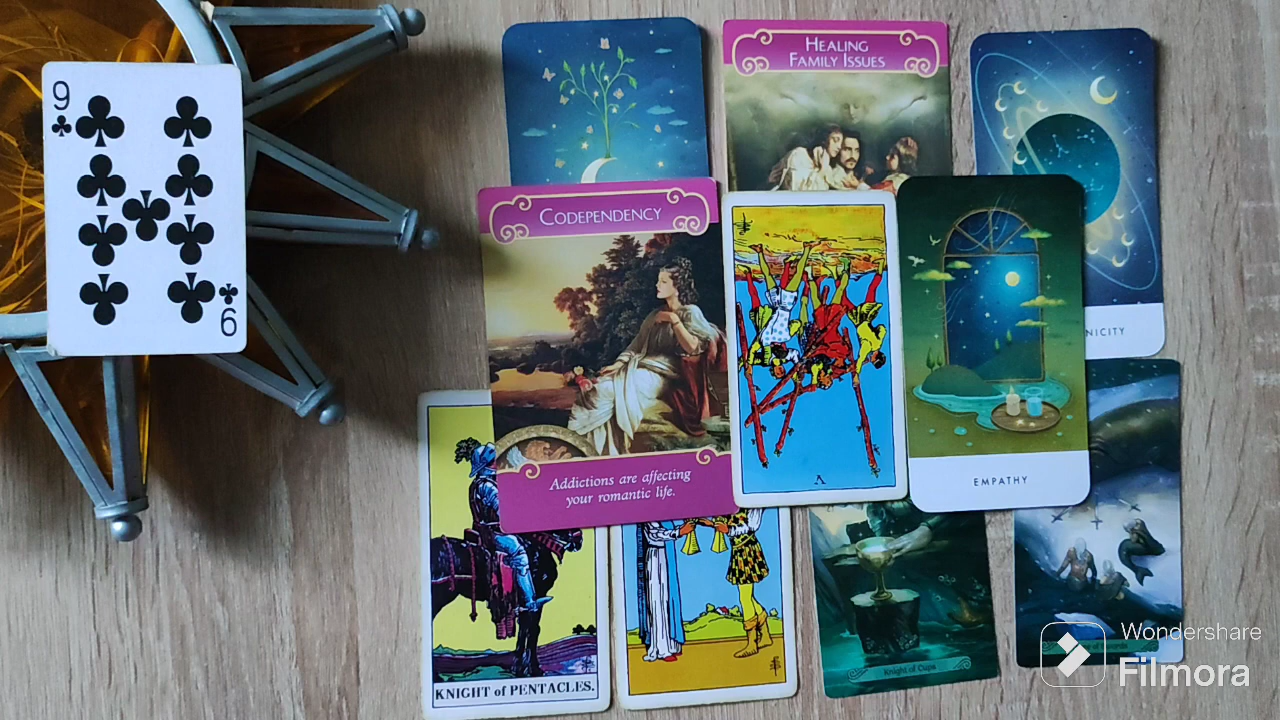 9
HEALING
FAMILY ISSUES
CODEPENDENCY
NICITY
V
EMPATHY
Addictions are affecting
your romantic life.
6
Knight of Cups
KNIGHT of PENTACLES.
Wondershare
Filmora